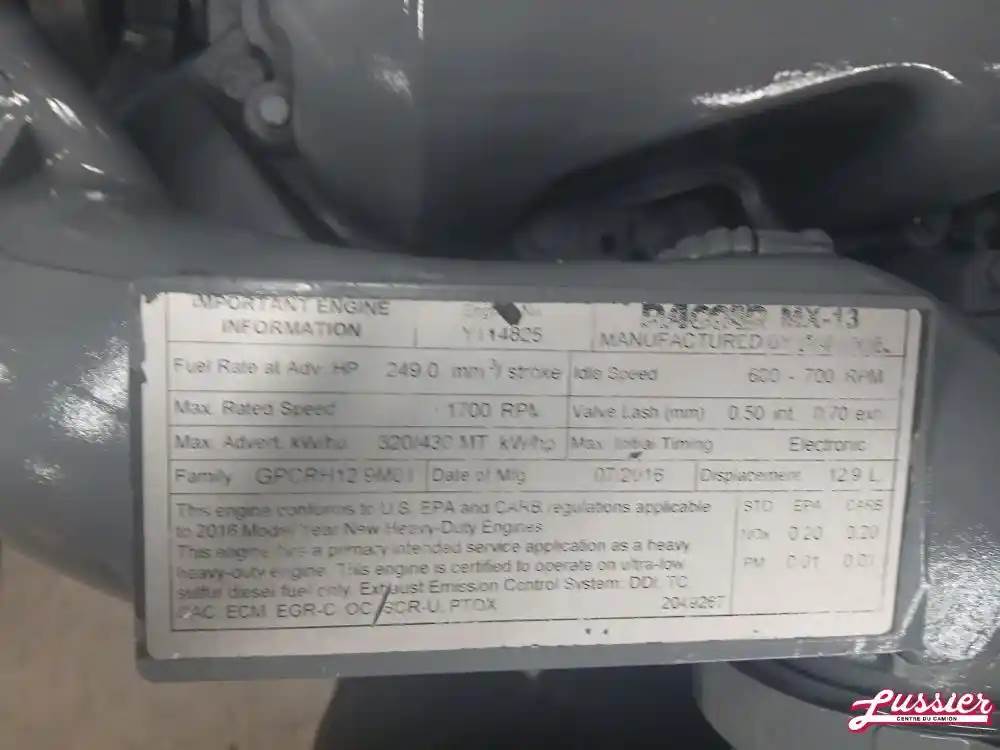 IMPORTANT ENGINE
INFORMATION
Y114825
PACCAR MX-13
MANUFACTURED BY
Fuel Rate at Adv. HP 249.0 mm³/ stroke
Idle Speed 600 - 700 RPM
Max. Rated Speed 1700 RPM
Valve Lash (mm) 0.50 int. 0.70 exh.
Max. Advert. kW/hp 320/430 MT kW/hp
Max. Initial Timing Electronic
Family GPCRH12.9M01
Date of Mfg 07/2016
Displacement 12.9 L
This engine conforms to U.S. EPA and CARB regulations applicable
to 2016 Model Year New Heavy-Duty Engines
This engine has a primary intended service application as a heavy
heavy-duty engine. This engine is certified to operate on ultra-low
sulfur diesel fuel only. Exhaust Emission Control System: DDI, TC,
CAC, ECM, EGR-C, OC, SCR-U, PTOX
2049267
STD EPA CARB
NOx 0.20 0.20
PM 0.01 0.01
Lussier
CENTRE DU CAMION